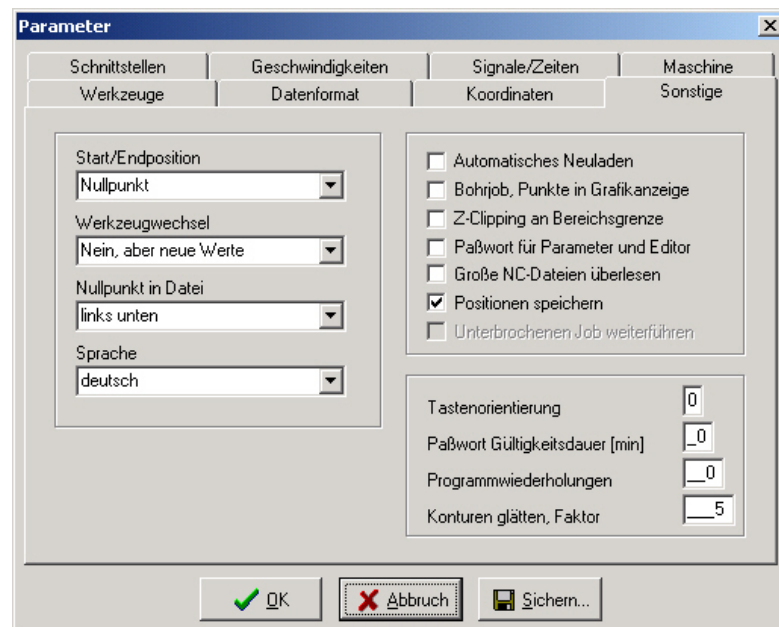 Parameter
Schnittstellen
Geschwindigkeiten
Signale/Zeiten
Maschine
Werkzeuge
Datenformat
Koordinaten
Sonstige
Start/Endposition
Nullpunkt
Werkzeugwechsel
Nein, aber neue Werte
Nullpunkt in Datei
links unten
Sprache
deutsch
Automatisches Neuladen
Bohrjob, Punkte in Grafikanzeige
Z-Clipping an Bereichsgrenze
Paßwort für Parameter und Editor
Große NC-Dateien überlesen
Positionen speichern
Unterbrochenen Job weiterführen
Tastenorientierung 0
Paßwort Gültigkeitsdauer [min] _0
Programmwiederholungen __0
Konturen glätten, Faktor ___5
OK
Abbruch
Sichern...